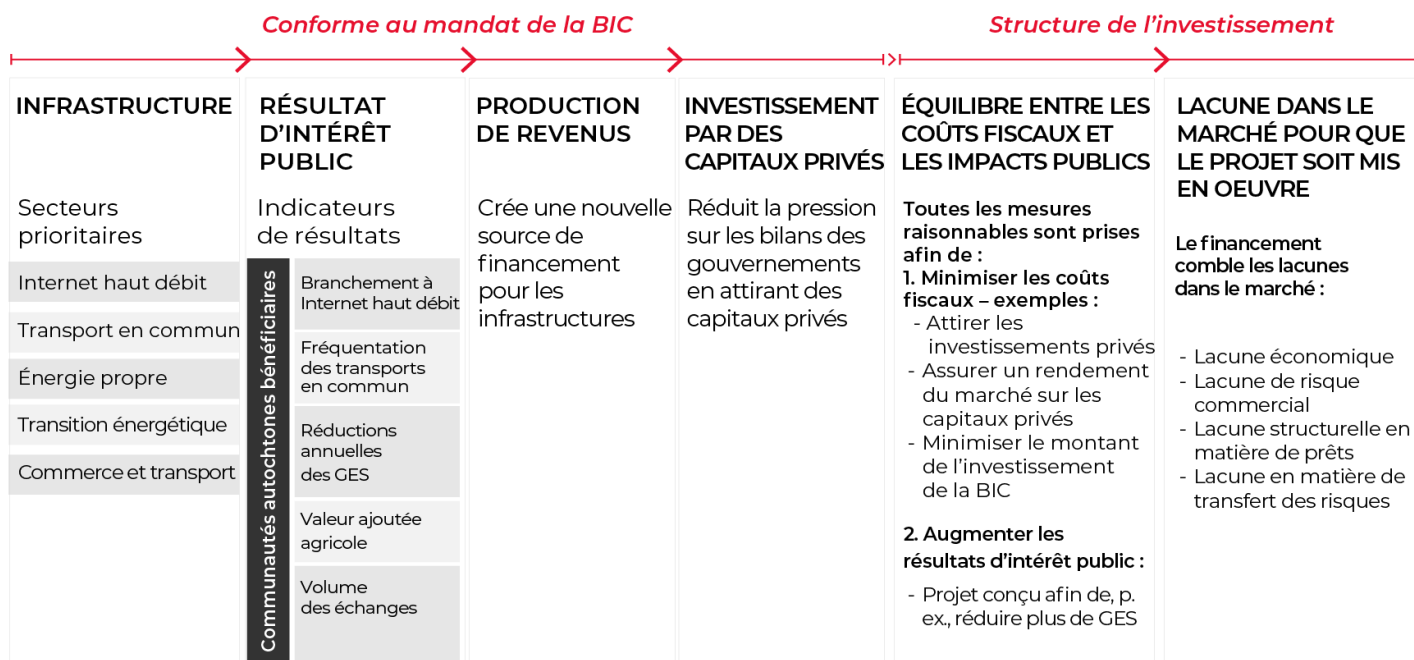 Conforme au mandat de la BIC
Structure de l’investissement
INFRASTRUCTURE
Secteurs
prioritaires
Internet haut débit
Transport en commun
Énergie propre
Transition énergétique
Commerce et transport
RÉSULTAT
D’INTÉRÊT
PUBLIC
Indicateurs
de résultats
Communautés autochtones bénéficiaires
Branchement à
Internet haut débit
Fréquentation
des transports
en commun
Réductions
annuelles
des GES
Valeur ajoutée
agricole
Volume
des échanges
PRODUCTION
DE REVENUS
Crée une nouvelle
source de
financement
pour les
infrastructures
INVESTISSEMENT
PAR DES
CAPITAUX PRIVÉS
Réduit la pression
sur les bilans des
gouvernements
en attirant des
capitaux privés
ÉQUILIBRE ENTRE LES
COÛTS FISCAUX ET
LES IMPACTS PUBLICS
Toutes les mesures
raisonnables sont prises
afin de :
1. Minimiser les coûts
fiscaux – exemples :
- Attirer les
investissements privés
- Assurer un rendement
du marché sur les
capitaux privés
- Minimiser le montant
de l’investissement
de la BIC
2. Augmenter les
résultats d’intérêt public :
- Projet conçu afin de, p.
ex., réduire plus de GES
LACUNE DANS LE
MARCHÉ POUR QUE
LE PROJET SOIT MIS
EN OEUVRE
Le financement
comble les lacunes
dans le marché :
- Lacune économique
- Lacune de risque
commercial
- Lacune structurelle en
matière de prêts
- Lacune en matière de
transfert des risques